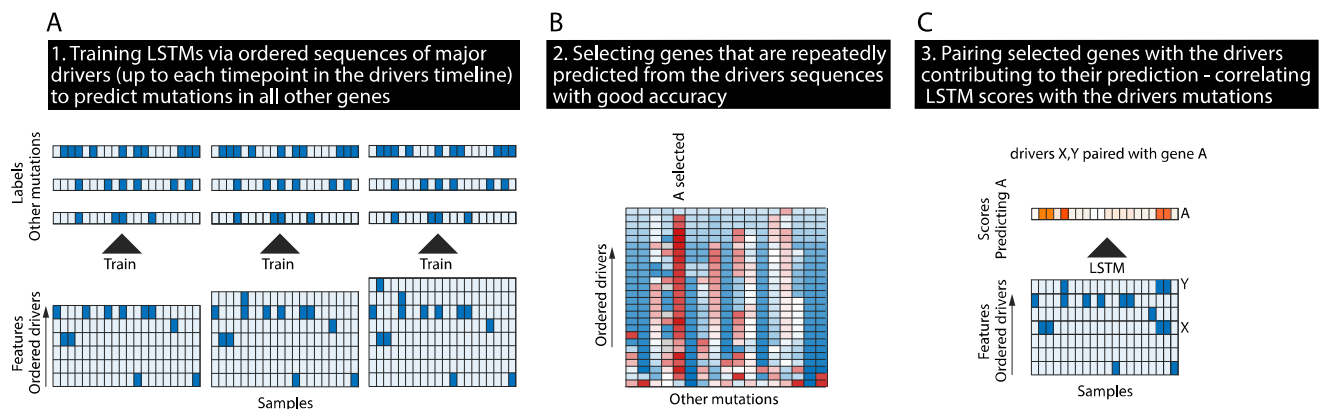 A
1. Training LSTMs via ordered sequences of major
drivers (up to each timepoint in the drivers timeline)
to predict mutations in all other genes
Labels
Other mutations
Train
Train
Train
Features
Ordered drivers
Samples
B
2. Selecting genes that are repeatedly
predicted from the drivers sequences
with good accuracy
A selected
Ordered drivers
Other mutations
C
3. Pairing selected genes with the drivers
contributing to their prediction - correlating
LSTM scores with the drivers mutations
drivers X,Y paired with gene A
Scores
Predicting A
A
LSTM
Features
Ordered drivers
Y
X
Samples